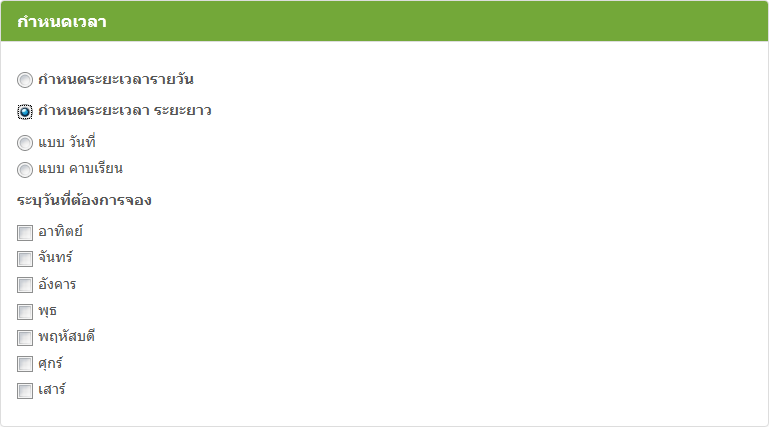 กำหนดเวลา
กำหนดระยะเวลารายวัน
กำหนดระยะเวลา ระยะยาว
แบบ วันที่
แบบ คาบเรียน
ระบุวันที่ต้องการจอง
อาทิตย์
จันทร์
อังคาร
พุธ
พฤหัสบดี
ศุกร์
เสาร์